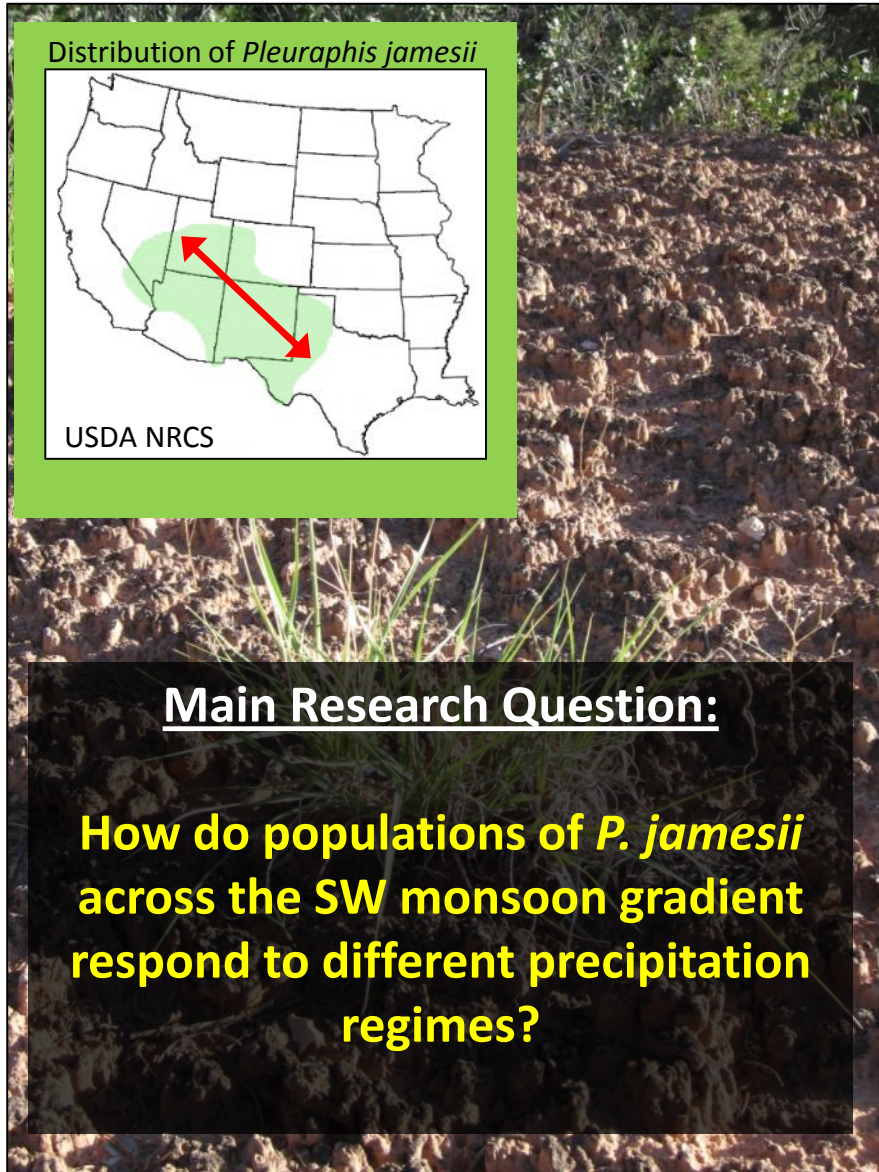 Distribution of Pleuraphis jamesii
USDA NRCS
Main Research Question:
How do populations of P. jamesii
across the SW monsoon gradient
respond to different precipitation
regimes?